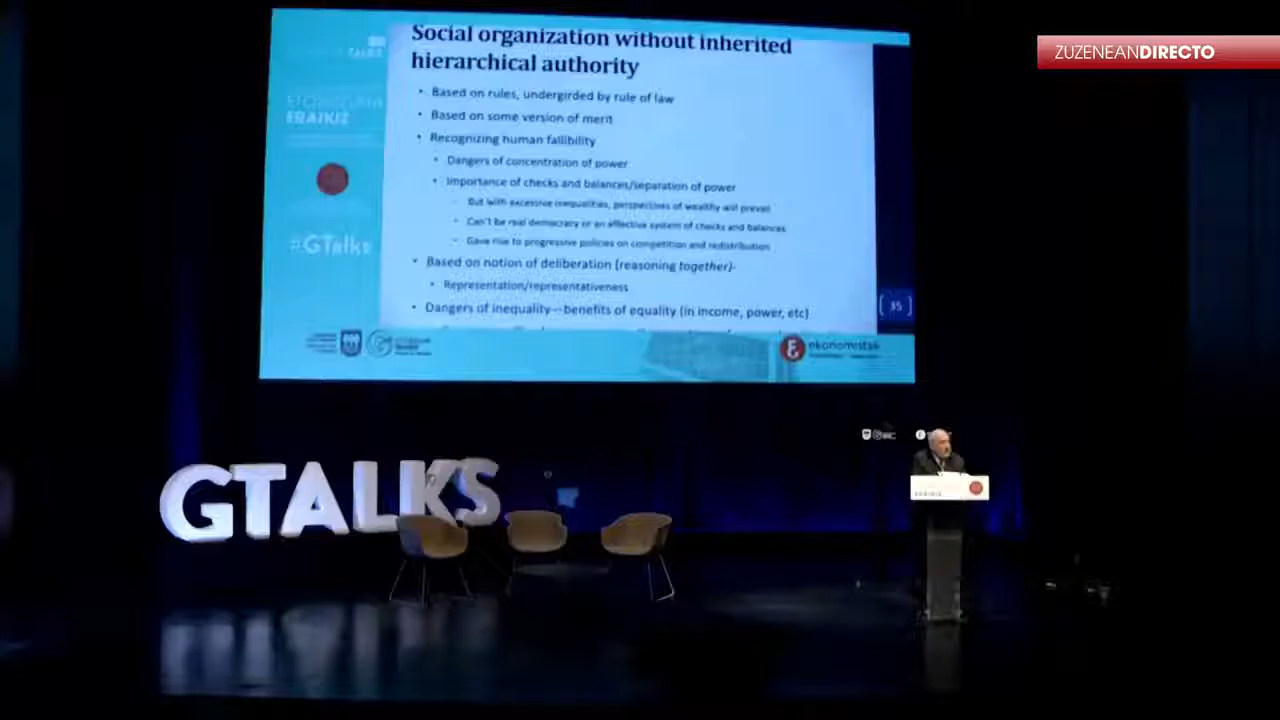 ZUZENEANDIRECTO
Social organization without inherited
hierarchical authority
• Based on rules, undergirded by rule of law
• Based on some version of merit
• Recognizing human fallibility
• Dangers of concentration of power
• Importance of checks and balances/separation of power
– But with excessive inequalities, perspectives of wealthy will prevail
• Can't be real democracy or an effective system of checks and balances
– Gave rise to progressive policies on competition and redistribution
• Based on notion of deliberation (reasoning together)-
• Representation/representativeness
• Dangers of inequality—benefits of equality (in income, power, etc)
TALKS
ETORKIZUNA
ERAIKIZ
#GTalks
35
ekonomistak
GTALKS